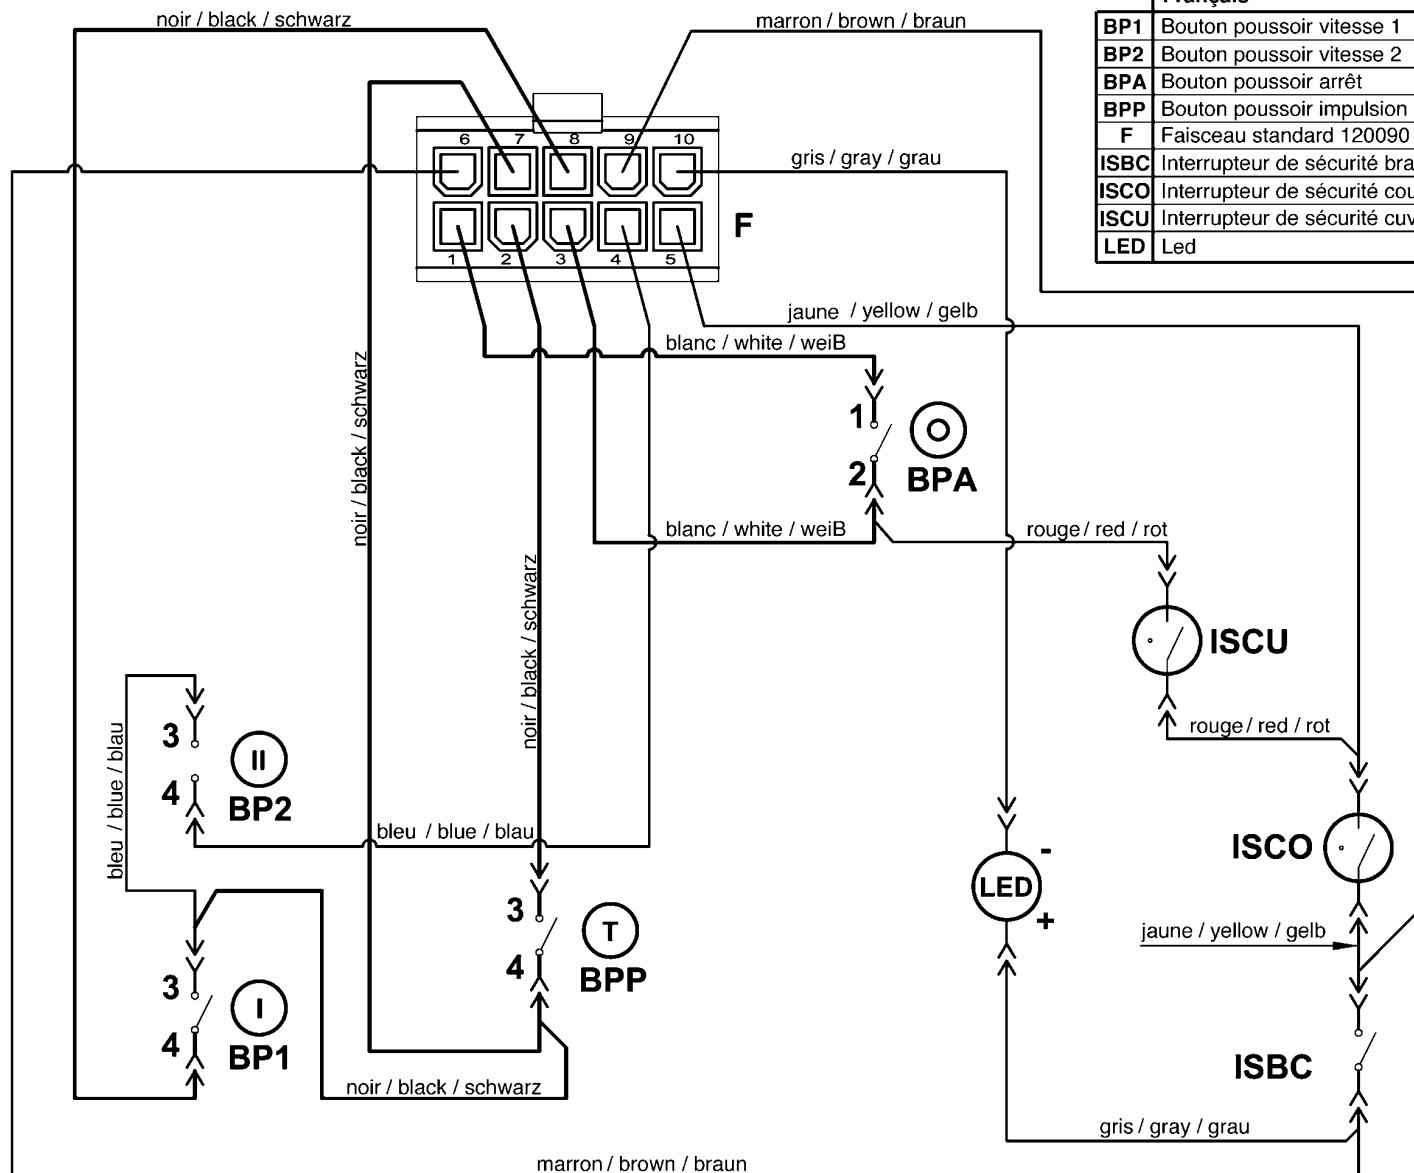 noir / black / schwarz
marron / brown / braun
Français
BP1 Bouton poussoir vitesse 1
BP2 Bouton poussoir vitesse 2
BPA Bouton poussoir arrêt
BPP Bouton poussoir impulsion
F Faisceau standard 120090
ISBC Interrupteur de sécurité bra
ISCO Interrupteur de sécurité cou
ISCU Interrupteur de sécurité cuv
LED Led
6 7 8 9 10
gris / gray / grau
F
1 2 3 4 5
jaune / yellow / gelb
blanc / white / weiB
noir / black / schwarz
1
2
BPA
blanc / white / weiB
rouge / red / rot
noir / black / schwarz
ISCU
rouge / red / rot
bleu / blue / blau
3
4
II
BP2
bleu / blue / blau
ISCO
LED
-
+
3
4
T
BPP
jaune / yellow / gelb
3
4
I
BP1
ISBC
noir / black / schwarz
gris / gray / grau
marron / brown / braun